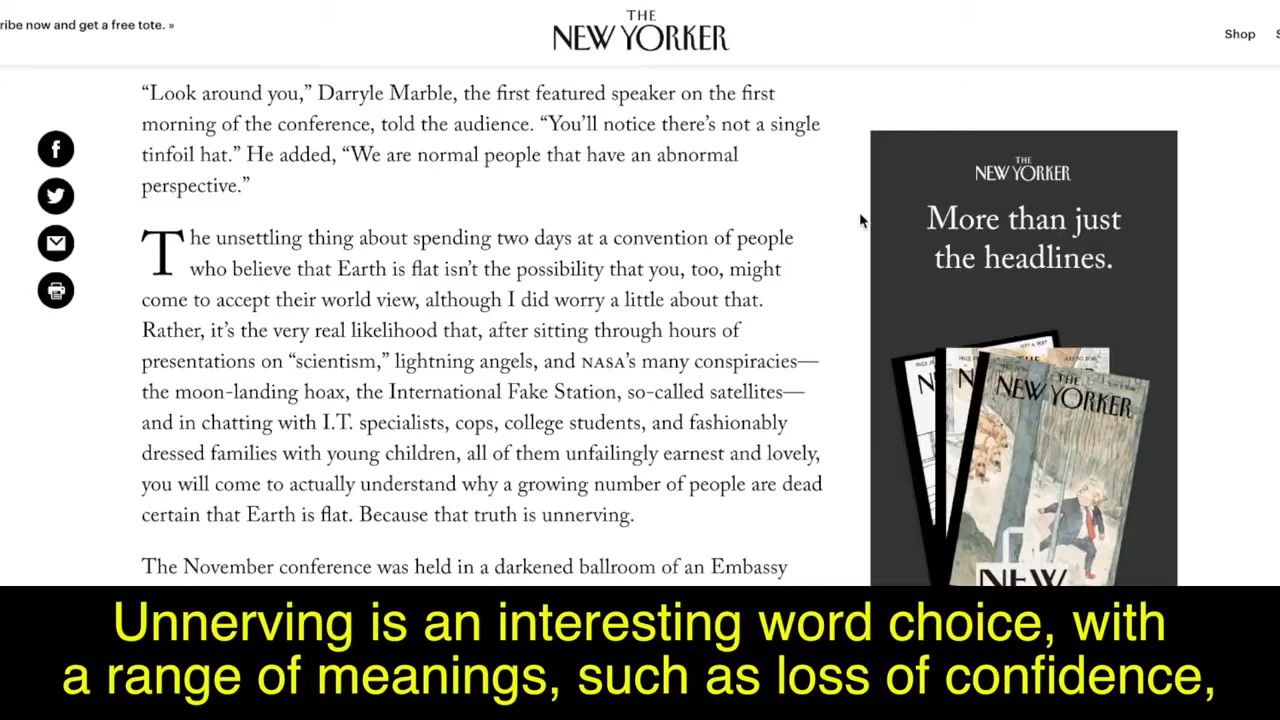 ribe now and get a free tote. »
THE
NEW YORKER
Shop
S
“Look around you,” Darryle Marble, the first featured speaker on the first
morning of the conference, told the audience. “You’ll notice there’s not a single
tinfoil hat.” He added, “We are normal people that have an abnormal
perspective.”
The unsettling thing about spending two days at a convention of people
who believe that Earth is flat isn’t the possibility that you, too, might
come to accept their world view, although I did worry a little about that.
Rather, it’s the very real likelihood that, after sitting through hours of
presentations on “scientism,” lightning angels, and NASA’s many conspiracies—
the moon-landing hoax, the International Fake Station, so-called satellites—
and in chatting with I.T. specialists, cops, college students, and fashionably
dressed families with young children, all of them unfailingly earnest and lovely,
you will come to actually understand why a growing number of people are dead
certain that Earth is flat. Because that truth is unnerving.
The November conference was held in a darkened ballroom of an Embassy
THE
NEW YORKER
More than just
the headlines.
THE
NEW YORKER
NEW
Unnerving is an interesting word choice, with
a range of meanings, such as loss of confidence,